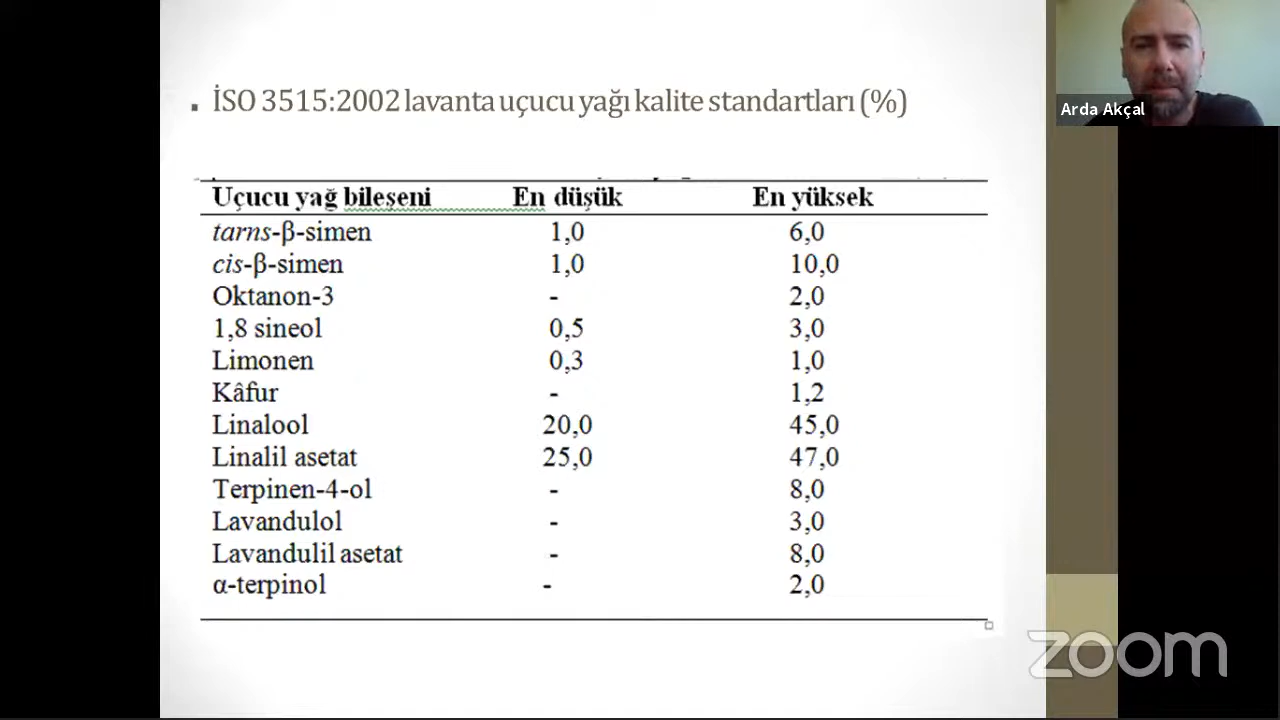 ▪ İSO 3515:2002 lavanta uçucu yağı kalite standartları (%)
Arda Akçal
Uçucu yağ bileşeni En düşük En yüksek
tarns-β-simen 1,0 6,0
cis-β-simen 1,0 10,0
Oktanon-3 - 2,0
1,8 sineol 0,5 3,0
Limonen 0,3 1,0
Kâfur - 1,2
Linalool 20,0 45,0
Linalil asetat 25,0 47,0
Terpinen-4-ol - 8,0
Lavandulol - 3,0
Lavandulil asetat - 8,0
α-terpinol - 2,0
zoom